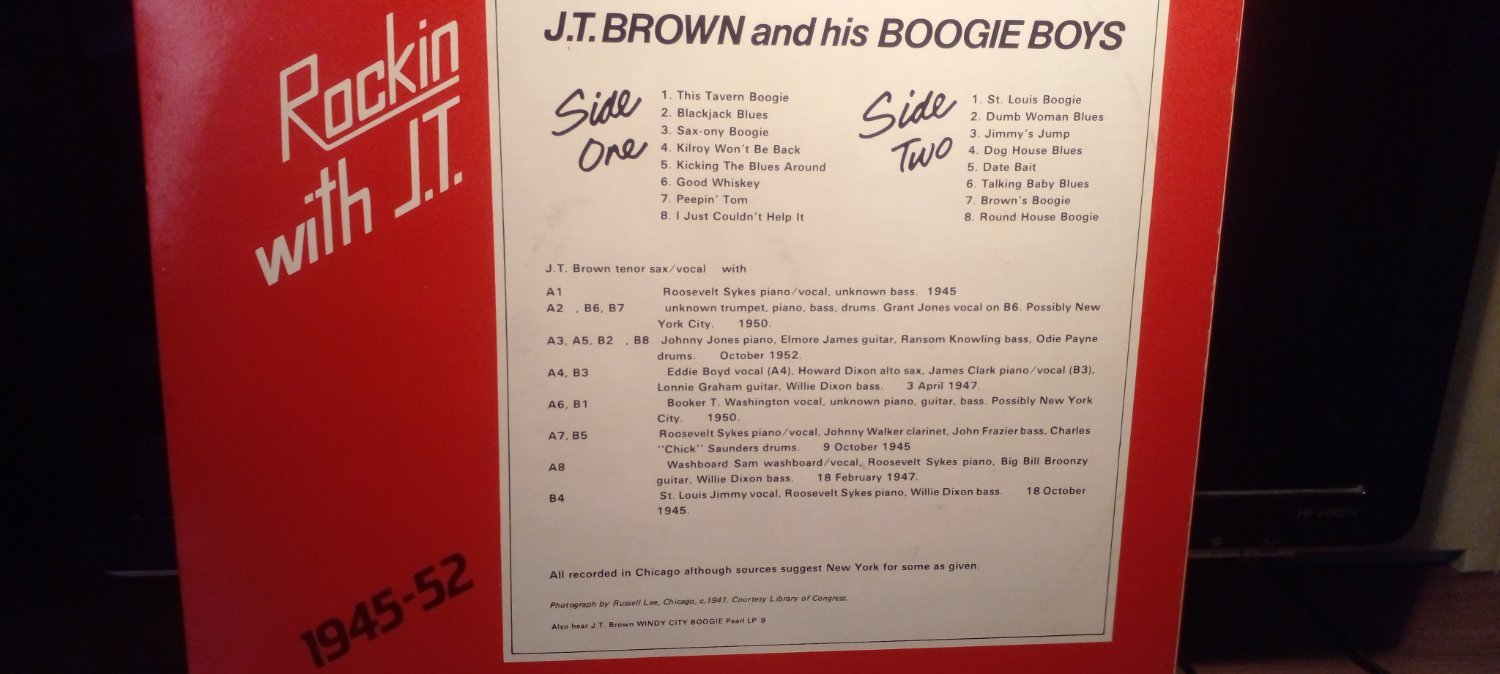 Rockin
with J.T.
1945-52
J.T. BROWN and his BOOGIE BOYS
Side
One
1. This Tavern Boogie
2. Blackjack Blues
3. Sax-ony Boogie
4. Kilroy Won't Be Back
5. Kicking The Blues Around
6. Good Whiskey
7. Peepin' Tom
8. I Just Couldn't Help It
Side
Two
1. St. Louis Boogie
2. Dumb Woman Blues
3. Jimmy's Jump
4. Dog House Blues
5. Date Bait
6. Talking Baby Blues
7. Brown's Boogie
8. Round House Boogie
J.T. Brown tenor sax/vocal with
A1 Roosevelt Sykes piano/vocal, unknown bass. 1945
A2 , B6, B7 unknown trumpet, piano, bass, drums. Grant Jones vocal on B6. Possibly New
York City. 1950.
A3, A5, B2 , B8 Johnny Jones piano, Elmore James guitar, Ransom Knowling bass, Odie Payne
drums. October 1952.
A4, B3 Eddie Boyd vocal (A4), Howard Dixon alto sax, James Clark piano/vocal (B3),
Lonnie Graham guitar, Willie Dixon bass. 3 April 1947.
A6, B1 Booker T. Washington vocal, unknown piano, guitar, bass. Possibly New York
City. 1950.
A7, B5 Roosevelt Sykes piano/vocal, Johnny Walker clarinet, John Frazier bass, Charles
"Chick" Saunders drums. 9 October 1945
A8 Washboard Sam washboard/vocal, Roosevelt Sykes piano, Big Bill Broonzy
guitar, Willie Dixon bass. 18 February 1947.
B4 St. Louis Jimmy vocal, Roosevelt Sykes piano, Willie Dixon bass. 18 October
1945.
All recorded in Chicago although sources suggest New York for some as given.
Photograph by Russell Lee, Chicago, c.1941. Courtesy Library of Congress.
Also hear J.T. Brown WINDY CITY BOOGIE Pearl LP 9